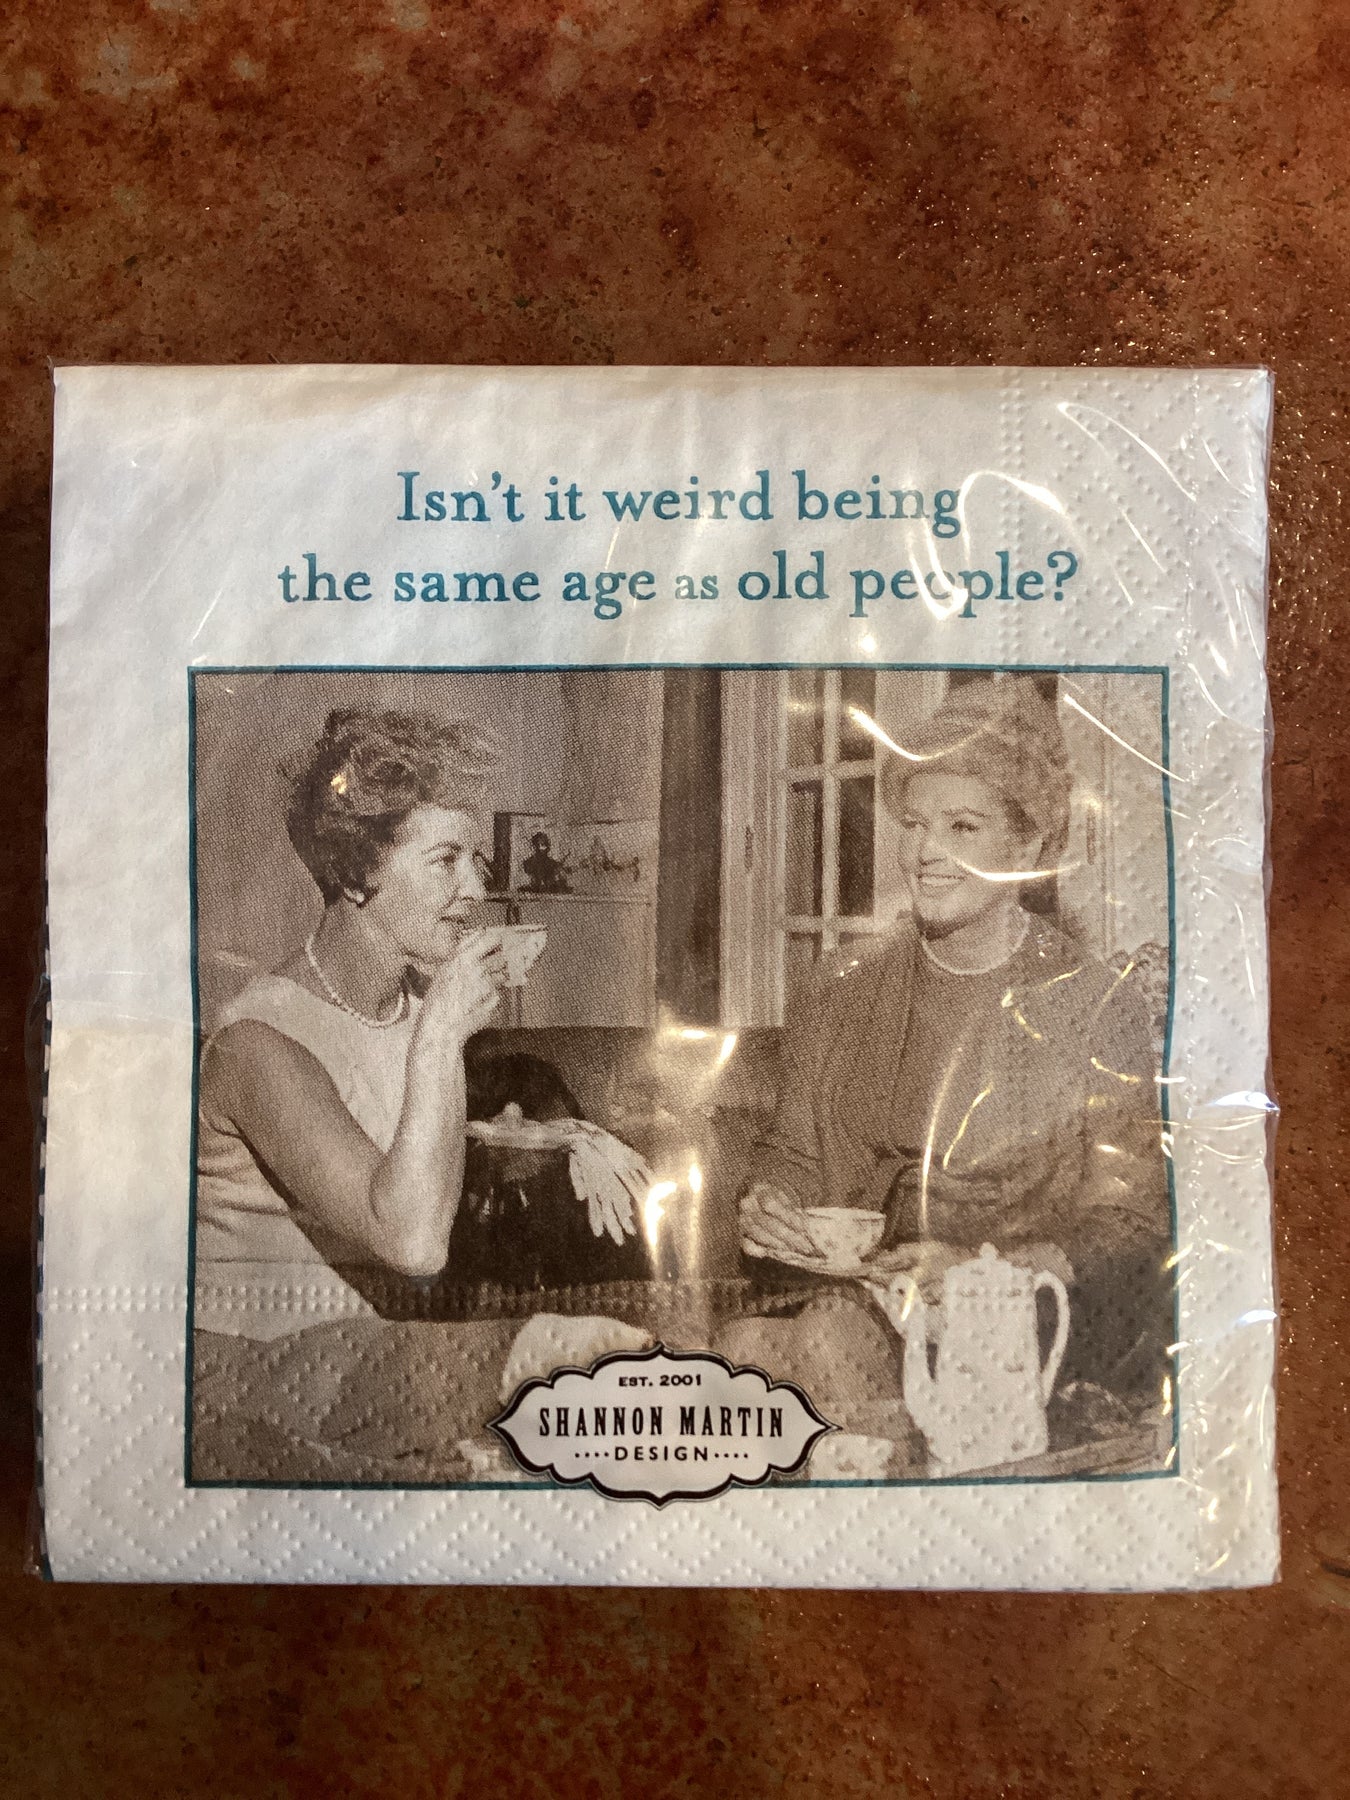 Isn't it weird being
the same age as old people?
EST. 2001
SHANNON MARTIN
····DESIGN····